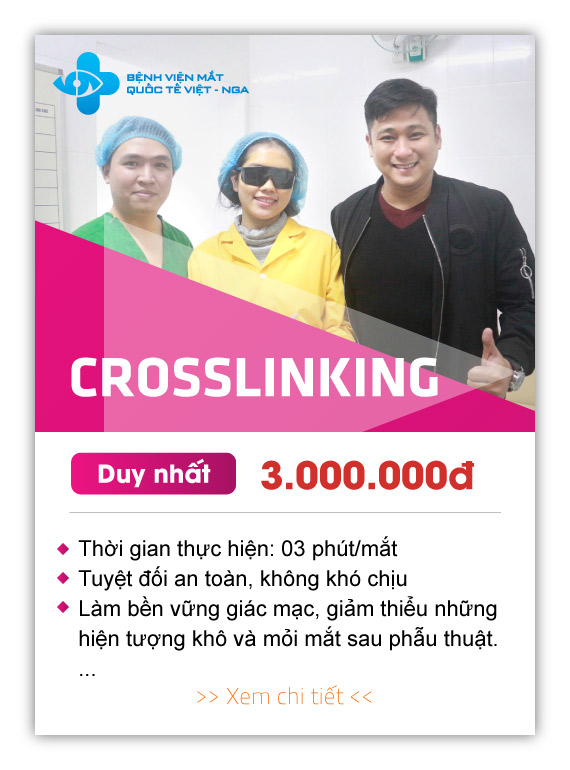 BỆNH VIỆN MẮT
QUỐC TẾ VIỆT - NGA
CROSSLINKING
Duy nhất 3.000.000đ
Thời gian thực hiện: 03 phút/mắt
Tuyệt đối an toàn, không khó chịu
Làm bền vững giác mạc, giảm thiểu những
hiện tượng khô và mỏi mắt sau phẫu thuật.
...
>> Xem chi tiết <<